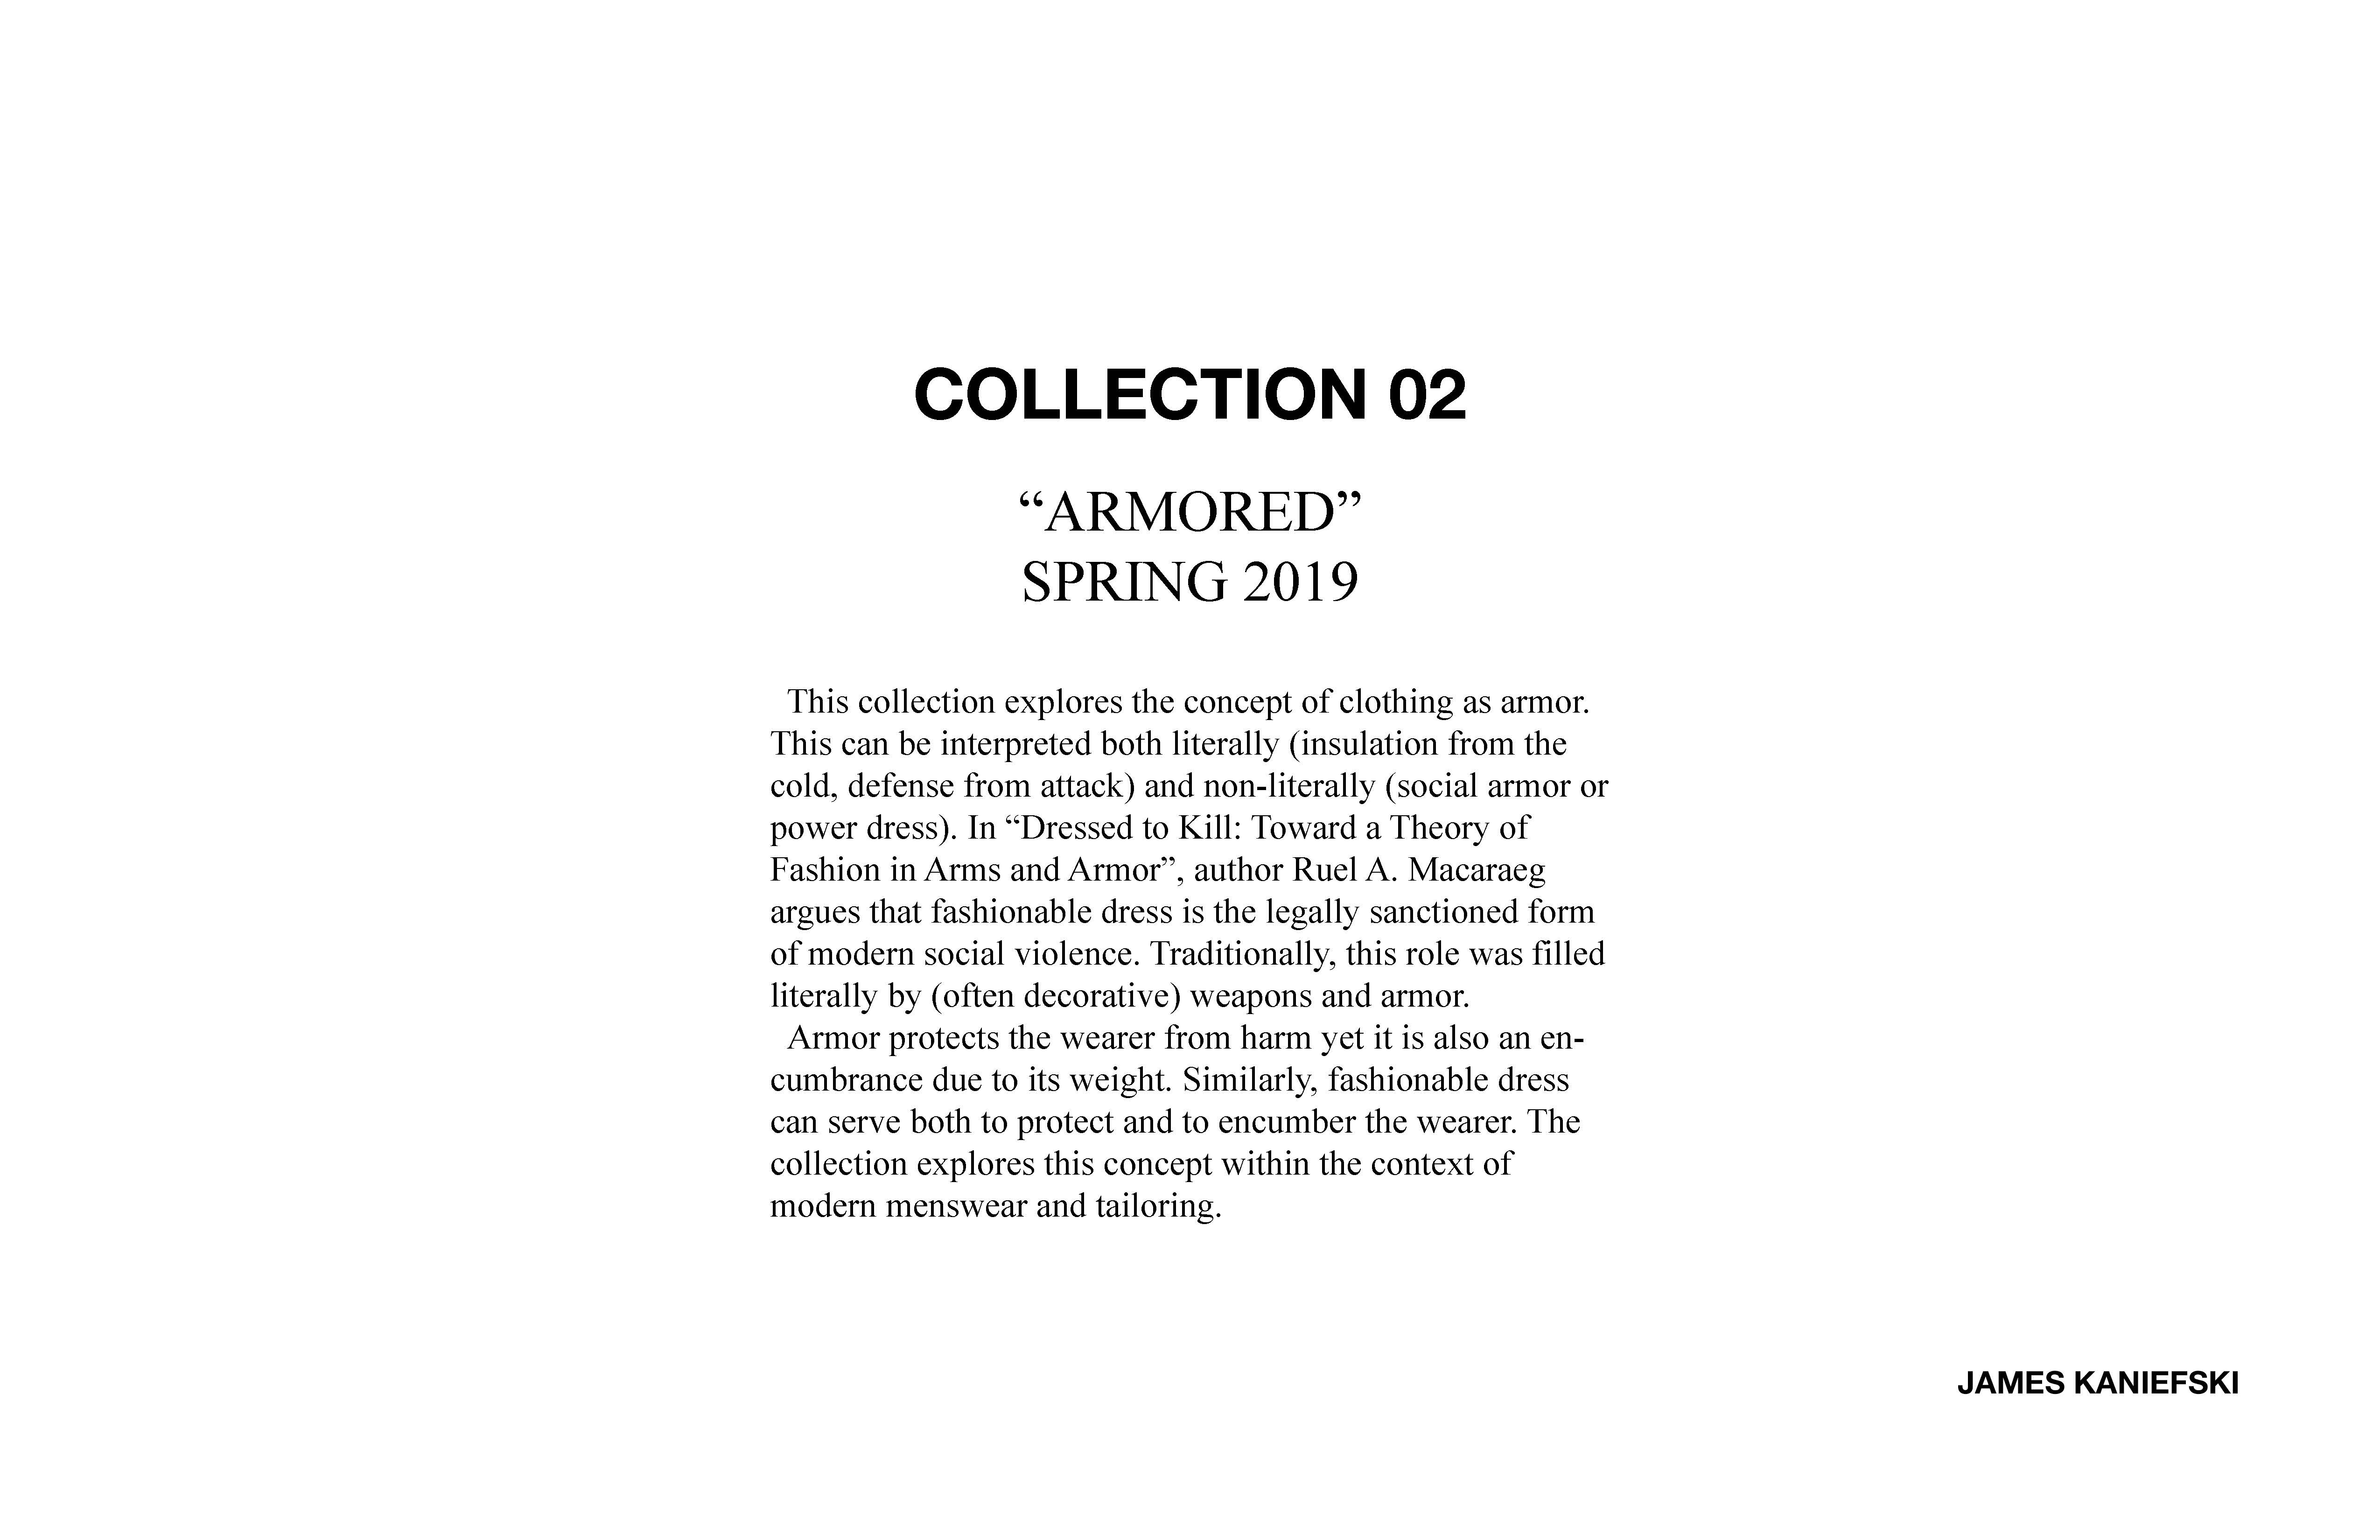 COLLECTION 02
“ARMORED”
SPRING 2019
This collection explores the concept of clothing as armor.
This can be interpreted both literally (insulation from the
cold, defense from attack) and non-literally (social armor or
power dress). In “Dressed to Kill: Toward a Theory of
Fashion in Arms and Armor”, author Ruel A. Macaraeg
argues that fashionable dress is the legally sanctioned form
of modern social violence. Traditionally, this role was filled
literally by (often decorative) weapons and armor.
Armor protects the wearer from harm yet it is also an en-
cumbrance due to its weight. Similarly, fashionable dress
can serve both to protect and to encumber the wearer. The
collection explores this concept within the context of
modern menswear and tailoring.
JAMES KANIEFSKI